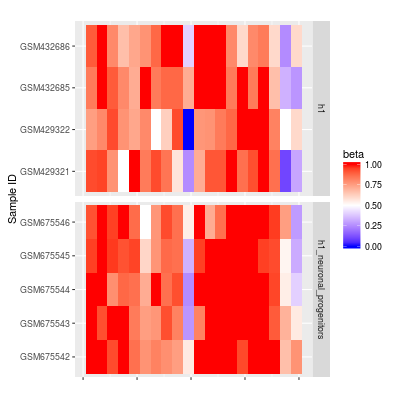 GSM432686
GSM432685
GSM429322
GSM429321
h1
GSM675546
GSM675545
GSM675544
GSM675543
GSM675542
h1_neuronal_progenitors
Sample ID
beta
1.00
0.75
0.50
0.25
0.00